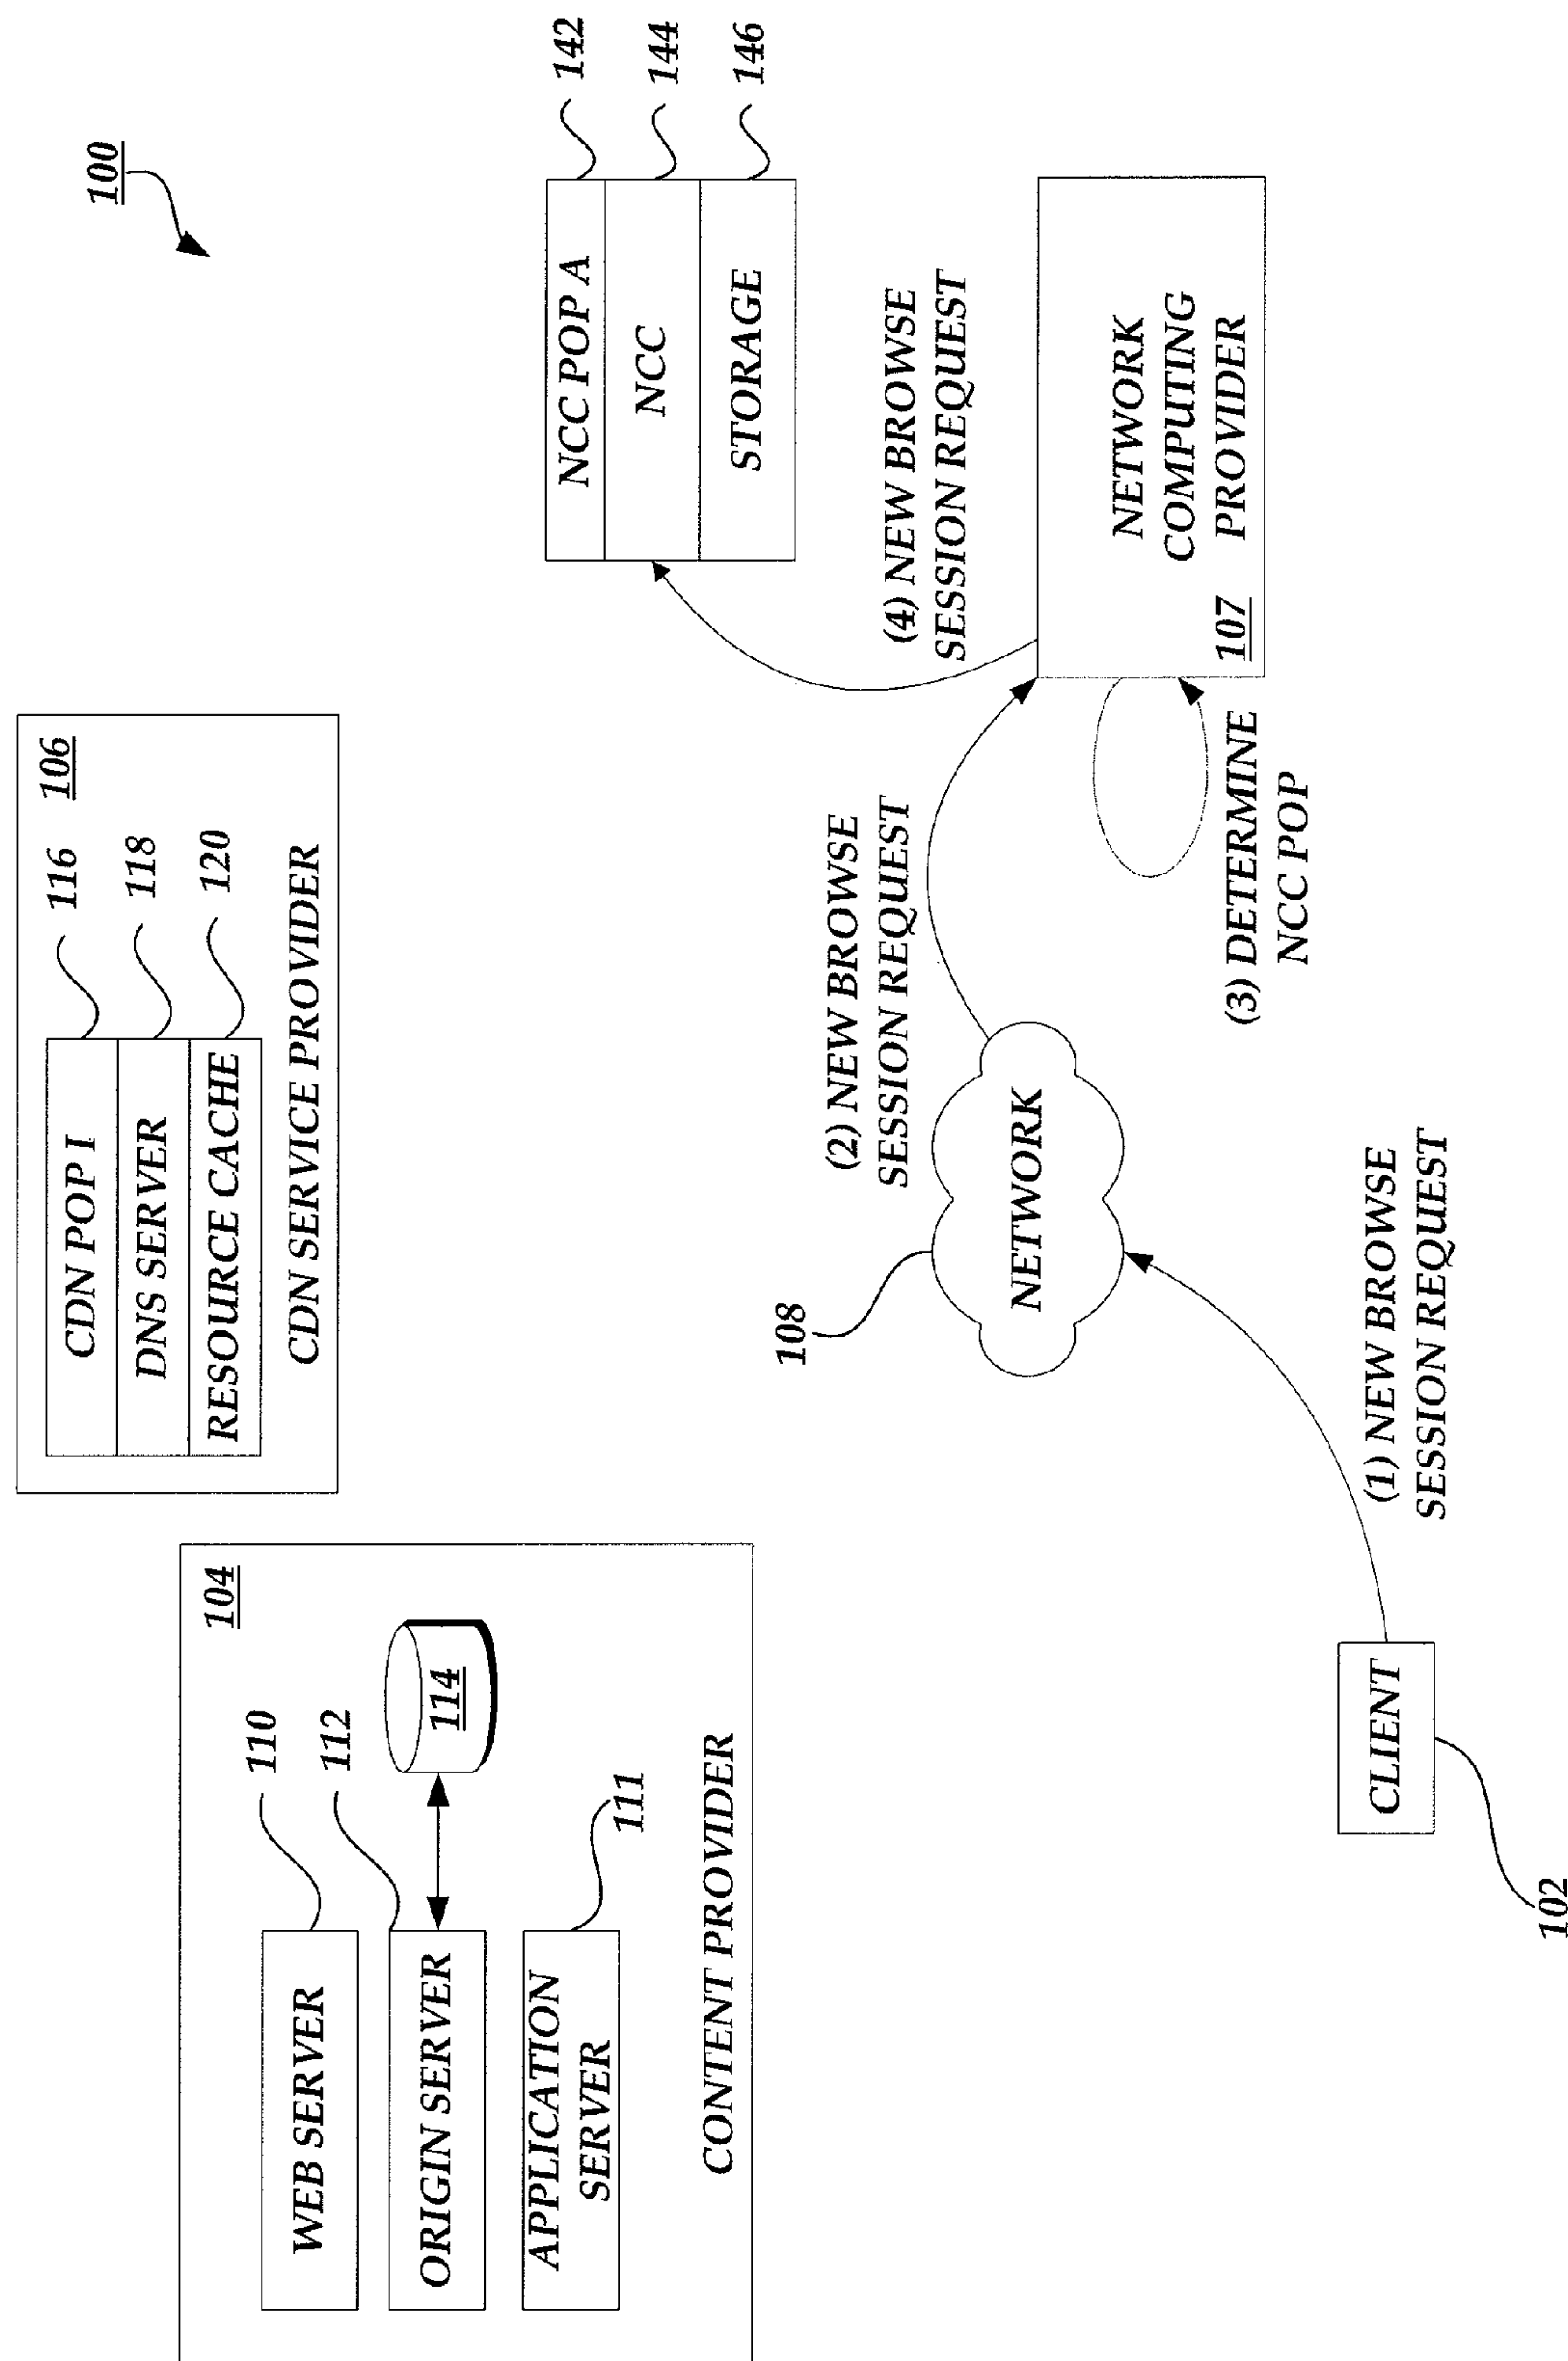 100
104
110
WEB SERVER
112
ORIGIN SERVER
114
APPLICATION
SERVER
111
CONTENT PROVIDER
106
CDN POP I
116
DNS SERVER
118
RESOURCE CACHE
120
CDN SERVICE PROVIDER
NCC POP A
142
NCC
144
STORAGE
146
108
NETWORK
(1) NEW BROWSE
SESSION REQUEST
(2) NEW BROWSE
SESSION REQUEST
(3) DETERMINE
NCC POP
(4) NEW BROWSE
SESSION REQUEST
NETWORK
COMPUTING
107 PROVIDER
CLIENT
102